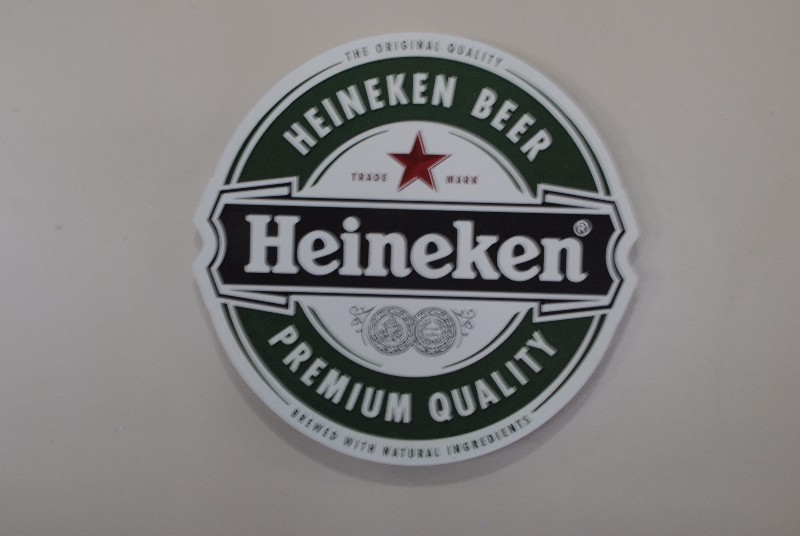 THE ORIGINAL QUALITY
HEINEKEN BEER
TRADE MARK
Heineken®
PREMIUM QUALITY
BREWED WITH NATURAL INGREDIENTS